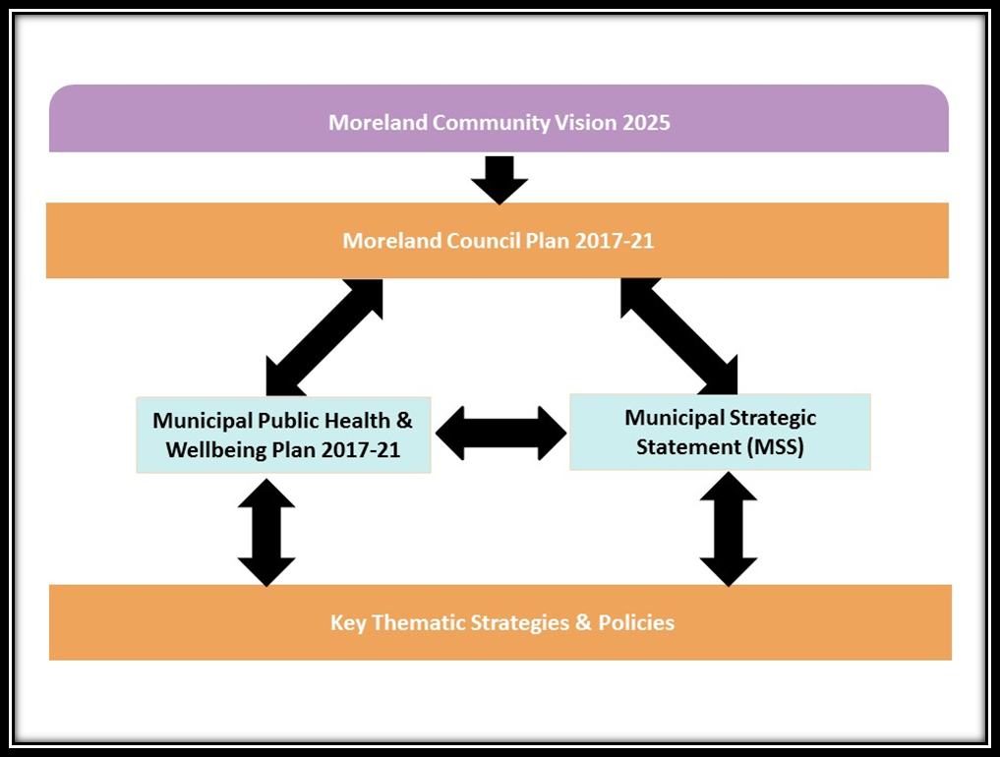 Moreland Community Vision 2025
Moreland Council Plan 2017-21
Municipal Public Health &
Wellbeing Plan 2017-21
Municipal Strategic
Statement (MSS)
Key Thematic Strategies & Policies